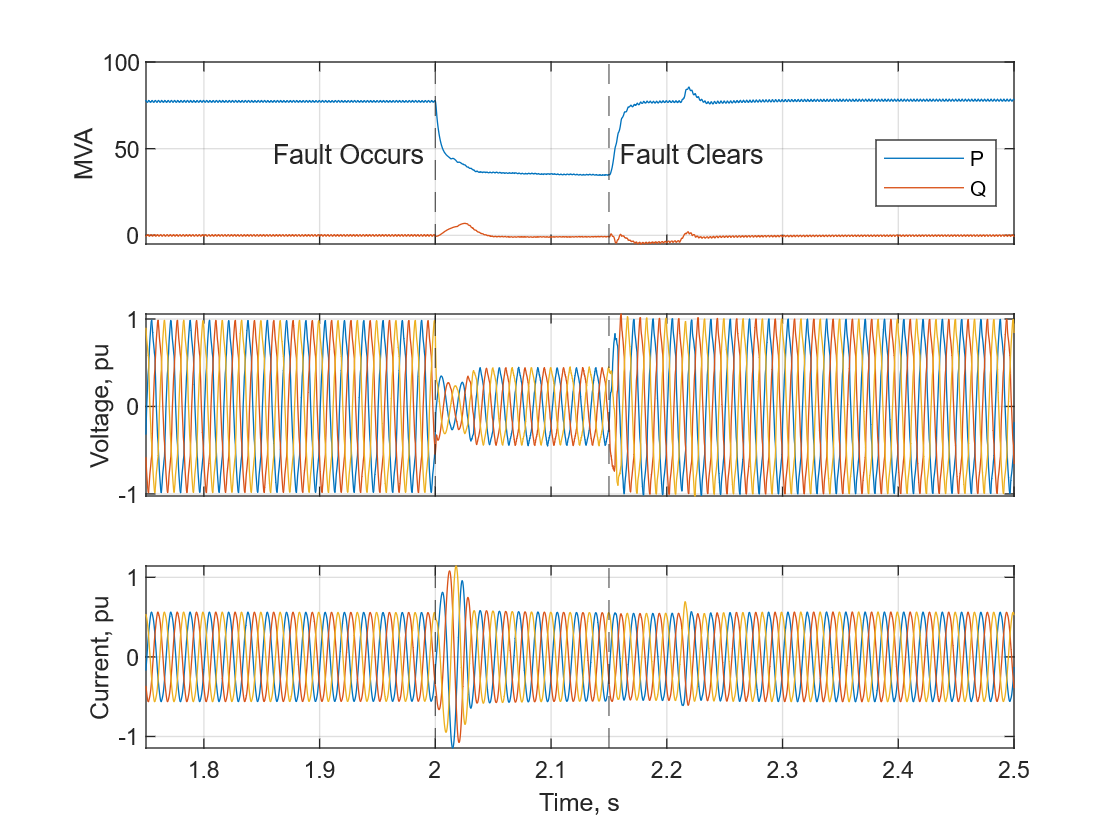 100
50
0
MVA
Fault Occurs
Fault Clears
P
Q
1
0
-1
Voltage, pu
1
0
-1
Current, pu
1.8
1.9
2
2.1
2.2
2.3
2.4
2.5
Time, s